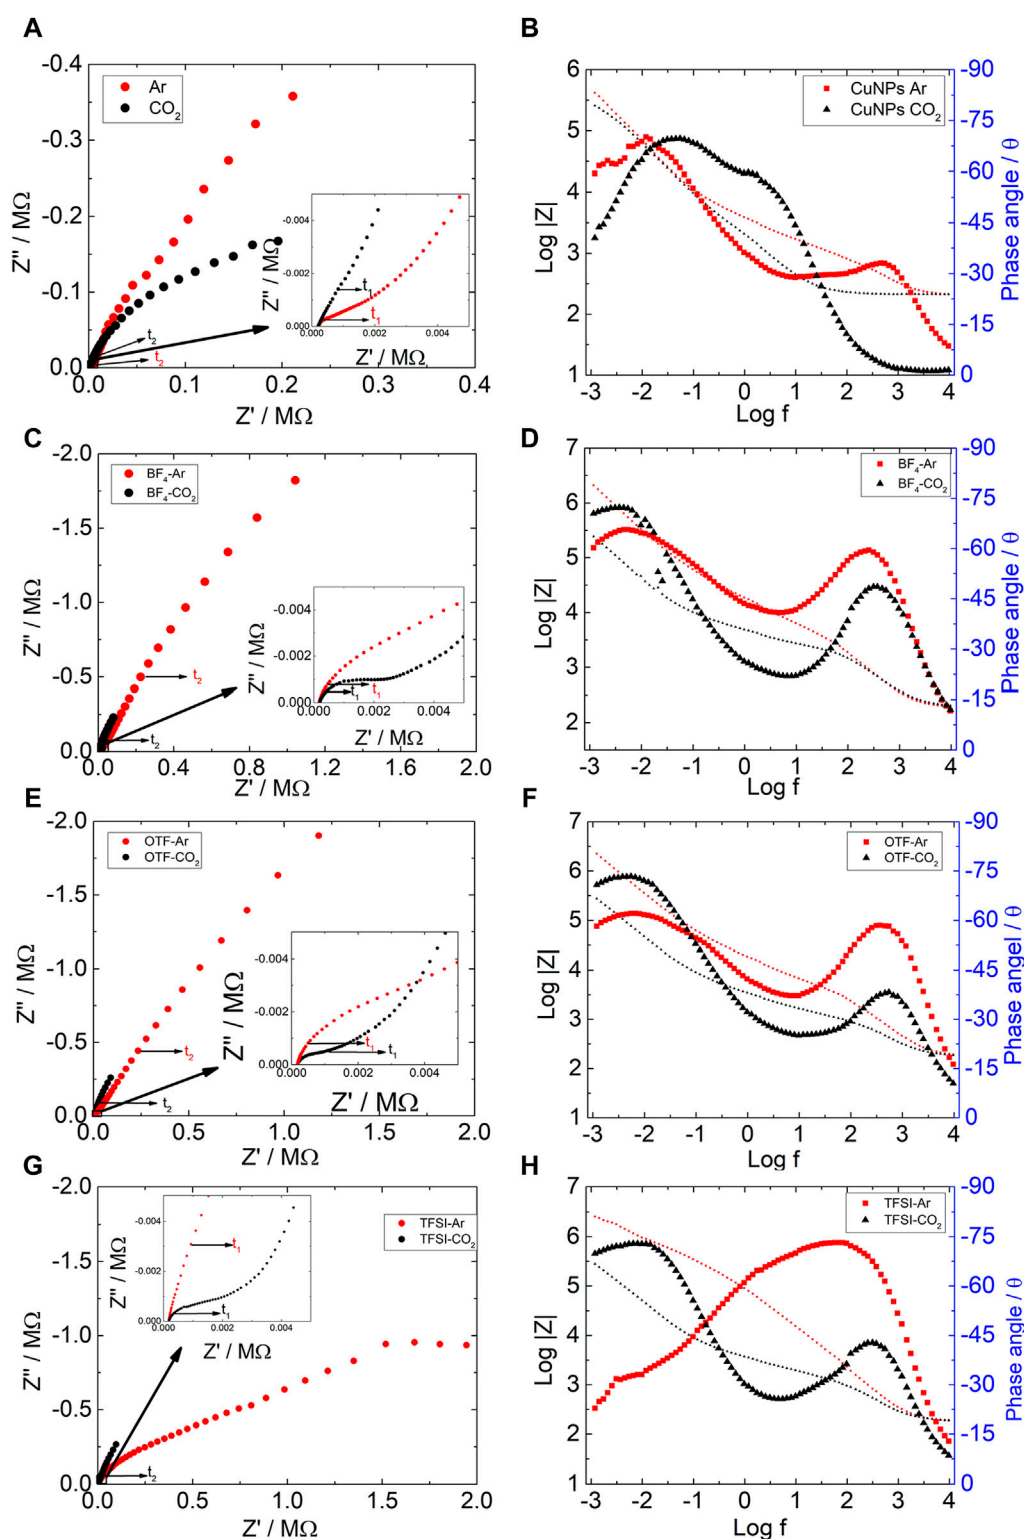 A
B
-0.4
-0.3
-0.2
-0.1
0.0
Z'' / MΩ
Ar
CO2
-0.004
-0.002
0.000
Z'' / MΩ
t1
t1
0.000
0.002
0.004
Z' / MΩ
t2
t2
0.0
0.1
0.2
0.3
0.4
Z' / MΩ
6
5
4
3
2
1
Log |Z|
CuNPs Ar
CuNPs CO2
-90
-75
-60
-45
-30
-15
0
Phase angle / θ
-3 -2 -1 0 1 2 3 4
Log f
C
D
-2.0
-1.5
-1.0
-0.5
0.0
Z'' / MΩ
BF4-Ar
BF4-CO2
-0.004
-0.002
0.000
Z'' / MΩ
t1
t1
0.000 0.002 0.004
Z' / MΩ
t2
t2
0.0 0.4 0.8 1.2 1.6 2.0
Z' / MΩ
7
6
5
4
3
2
Log |Z|
BF4-Ar
BF4-CO2
-90
-75
-60
-45
-30
-15
0
Phase angle / θ
-3 -2 -1 0 1 2 3 4
Log f
E
F
-2.0
-1.5
-1.0
-0.5
0.0
Z'' / MΩ
OTF-Ar
OTF-CO2
-0.004
-0.002
0.000
Z'' / MΩ
t1
t1
0.000 0.002 0.004
Z' / MΩ
t2
t2
0.0 0.5 1.0 1.5 2.0
Z' / MΩ
7
6
5
4
3
2
1
Log |Z|
OTF-Ar
OTF-CO2
-90
-75
-60
-45
-30
-15
0
Phase angel / θ
-3 -2 -1 0 1 2 3 4
Log f
G
H
-2.0
-1.5
-1.0
-0.5
0.0
Z'' / MΩ
TFSI-Ar
TFSI-CO2
-0.004
-0.002
0.000
Z'' / MΩ
t1
t1
0.000 0.002 0.004
Z' / MΩ
t2
0.0 0.5 1.0 1.5 2.0
Z' / MΩ
7
6
5
4
3
2
1
Log |Z|
TFSI-Ar
TFSI-CO2
-90
-75
-60
-45
-30
-15
0
Phase angle / θ
-3 -2 -1 0 1 2 3 4
Log f